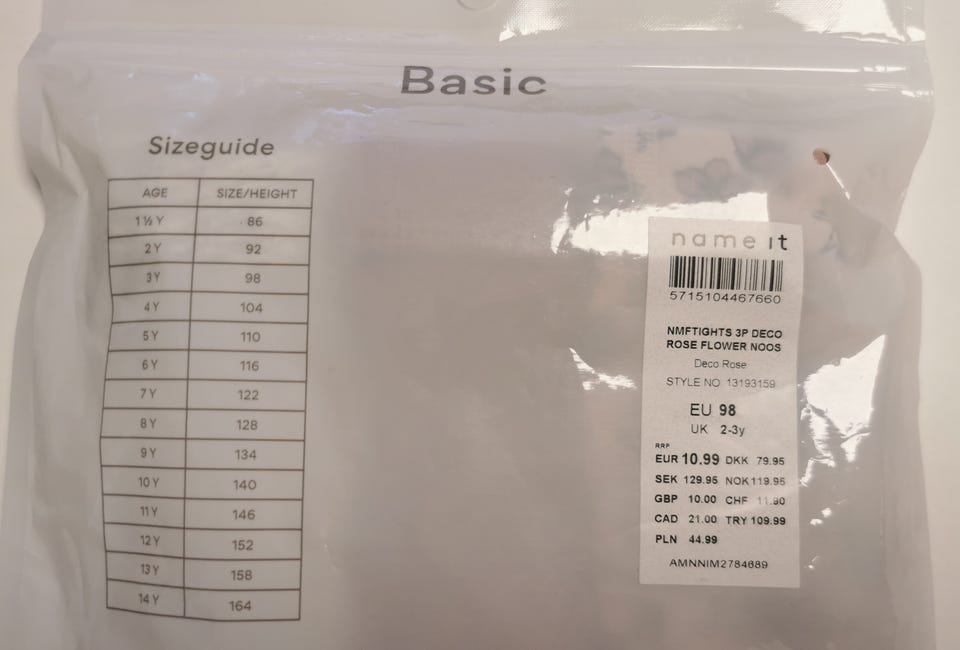 Basic
Sizeguide
AGE SIZE/HEIGHT
1½ Y 86
2 Y 92
3 Y 98
4 Y 104
5 Y 110
6 Y 116
7 Y 122
8 Y 128
9 Y 134
10 Y 140
11 Y 146
12 Y 152
13 Y 158
14 Y 164
name it
5715104467660
NMFTIGHTS 3P DECO
ROSE FLOWER NOOS
Deco Rose
STYLE NO 13193159
EU 98
UK 2-3y
RRP
EUR 10.99 DKK 79.95
SEK 129.95 NOK 119.95
GBP 10.00 CHF 11.90
CAD 21.00 TRY 109.99
PLN 44.99
AMNNIM2784689